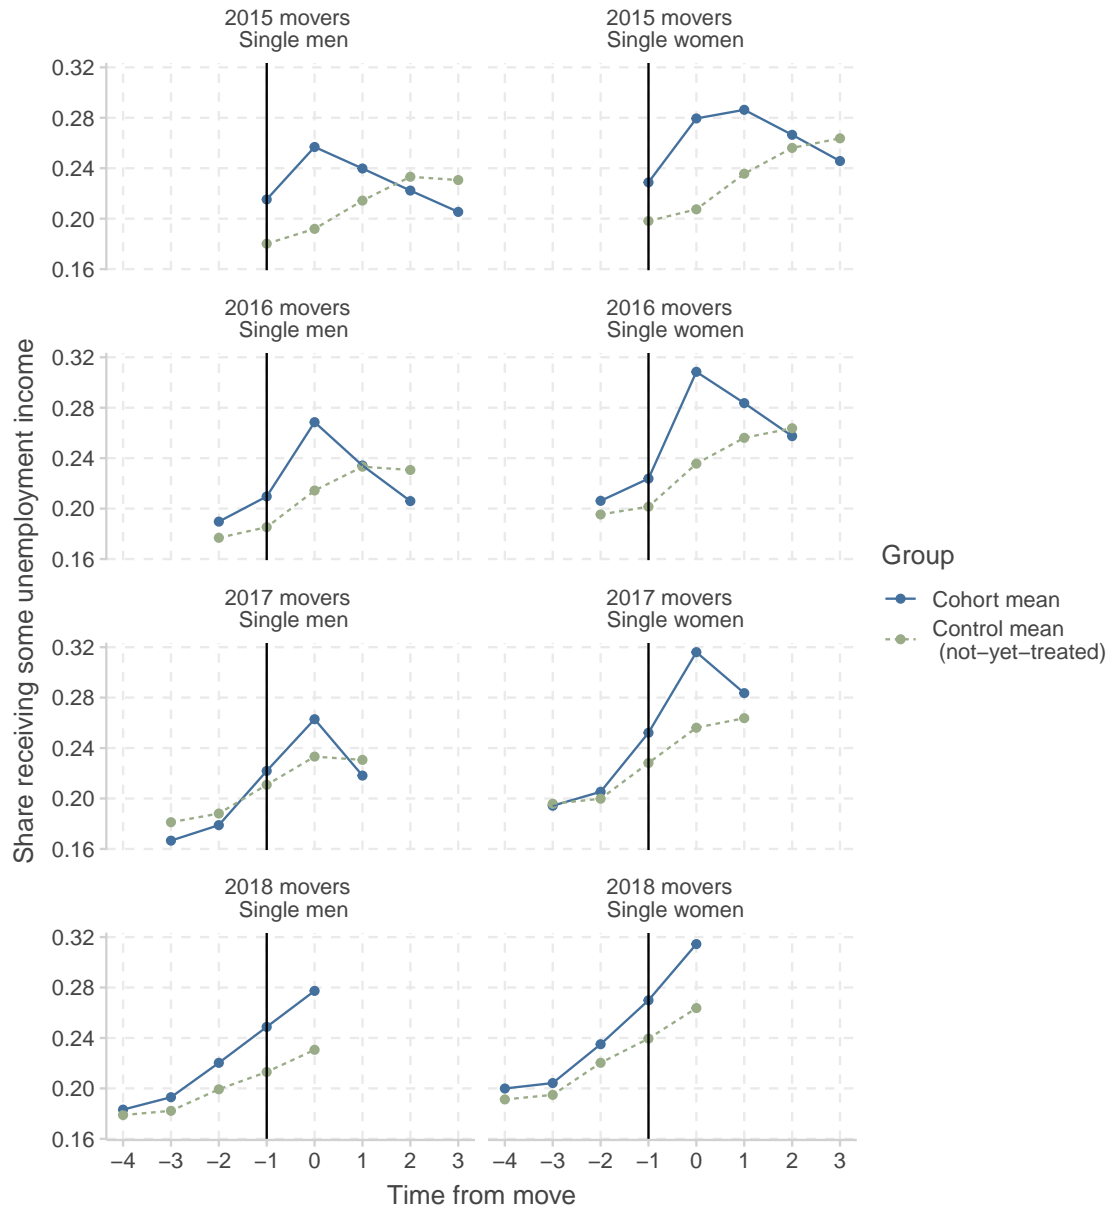 2015 movers
Single men
2015 movers
Single women
0.32
0.28
0.24
0.20
0.16
2016 movers
Single men
2016 movers
Single women
0.32
0.28
0.24
0.20
0.16
2017 movers
Single men
2017 movers
Single women
0.32
0.28
0.24
0.20
0.16
2018 movers
Single men
2018 movers
Single women
0.32
0.28
0.24
0.20
0.16
−4 −3 −2 −1 0 1 2 3
−4 −3 −2 −1 0 1 2 3
Time from move
Share receiving some unemployment income
Group
Cohort mean
Control mean
(not−yet−treated)